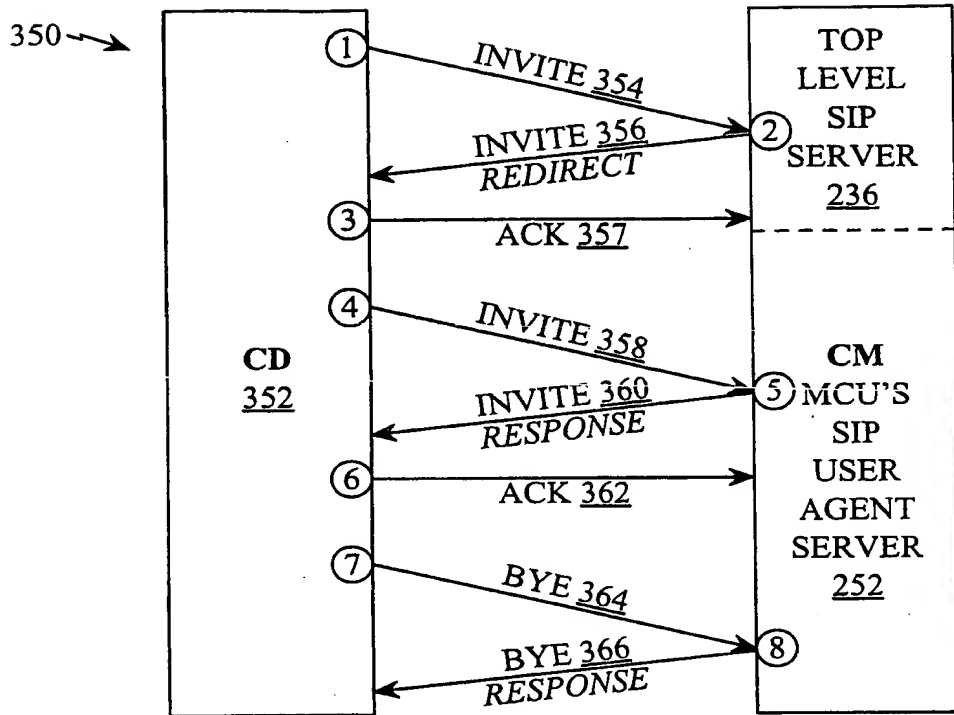 350
1
INVITE 354
TOP
LEVEL
SIP
SERVER
236
2
INVITE 356
REDIRECT
3
ACK 357
4
INVITE 358
CD
352
CM
MCU'S
SIP
USER
AGENT
SERVER
252
5
INVITE 360
RESPONSE
6
ACK 362
7
BYE 364
8
BYE 366
RESPONSE